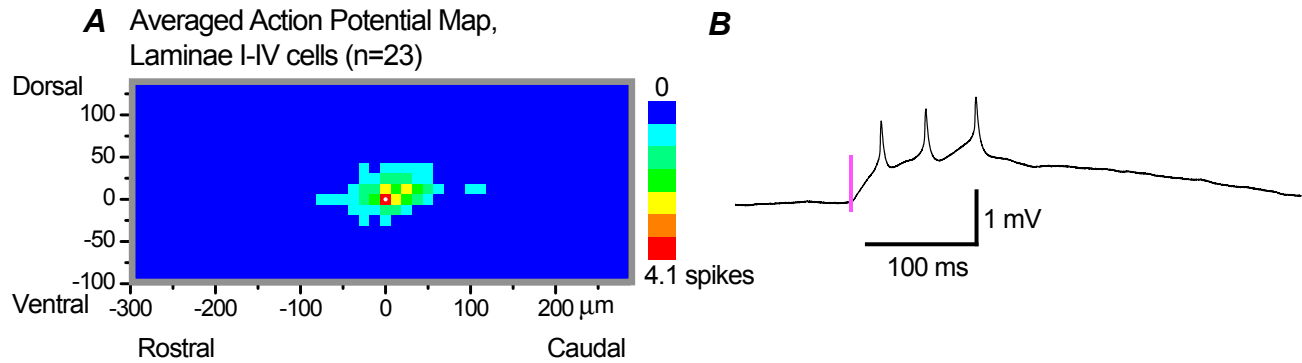 A Averaged Action Potential Map,
Laminae I-IV cells (n=23)
Dorsal
100
50
0
-50
-100
Ventral
-300 -200 -100 0 100 200 μm
Rostral Caudal
0
4.1 spikes
B
1 mV
100 ms